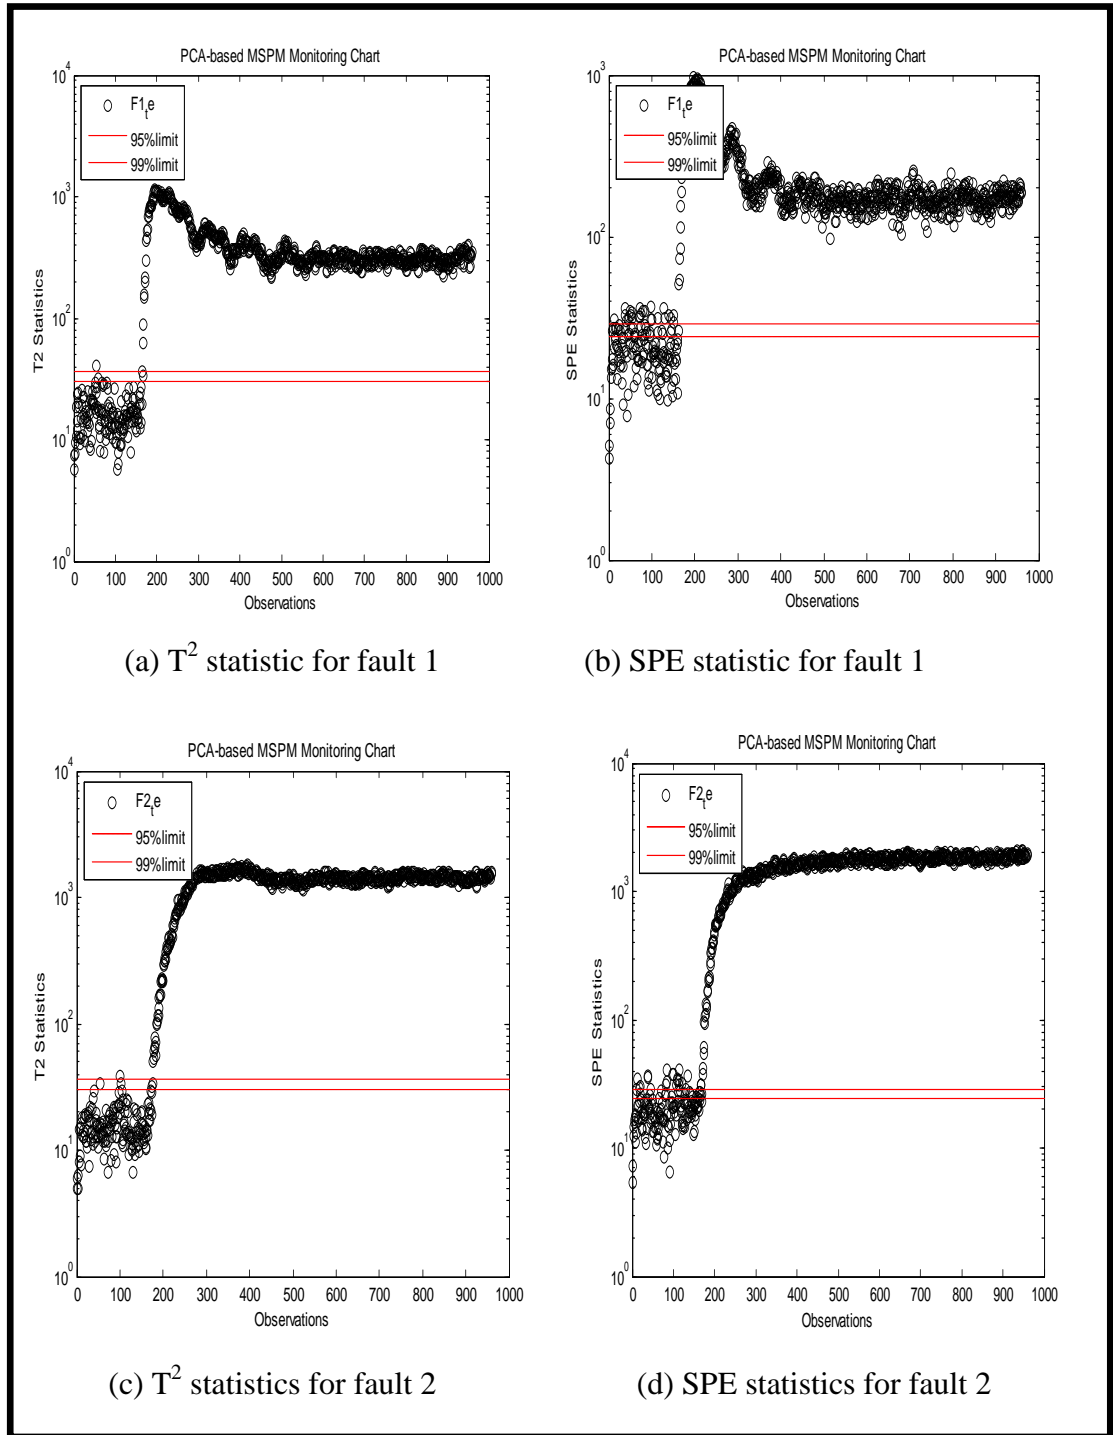 PCA-based MSPM Monitoring Chart
10^4
10^3
10^2
10^1
10^0
T2 Statistics
F1_te
95%limit
99%limit
0 100 200 300 400 500 600 700 800 900 1000
Observations
(a) T^2 statistic for fault 1
PCA-based MSPM Monitoring Chart
10^3
10^2
10^1
10^0
SPE Statistics
F1_te
95%limit
99%limit
0 100 200 300 400 500 600 700 800 900 1000
Observations
(b) SPE statistic for fault 1
PCA-based MSPM Monitoring Chart
10^4
10^3
10^2
10^1
10^0
T2 Statistics
F2_te
95%limit
99%limit
0 100 200 300 400 500 600 700 800 900 1000
Observations
(c) T^2 statistics for fault 2
PCA-based MSPM Monitoring Chart
10^4
10^3
10^2
10^1
10^0
SPE Statistics
F2_te
95%limit
99%limit
0 100 200 300 400 500 600 700 800 900 1000
Observations
(d) SPE statistics for fault 2